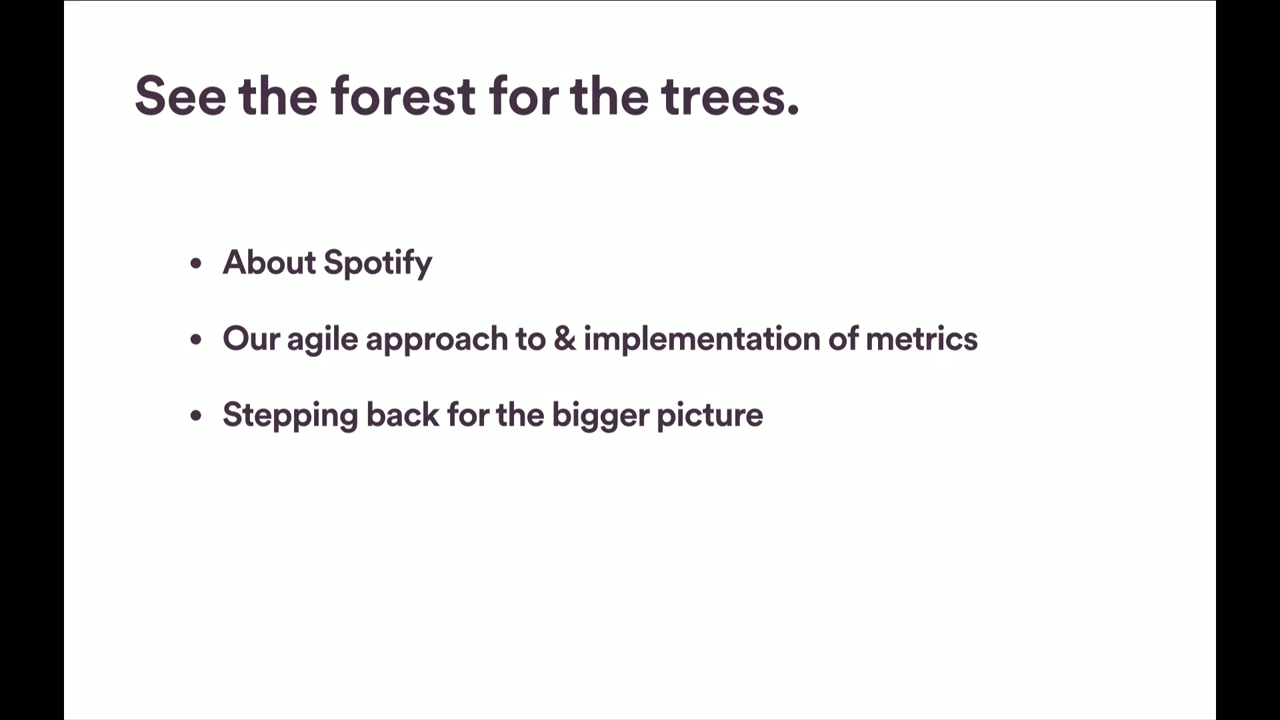 See the forest for the trees.
• About Spotify
• Our agile approach to & implementation of metrics
• Stepping back for the bigger picture